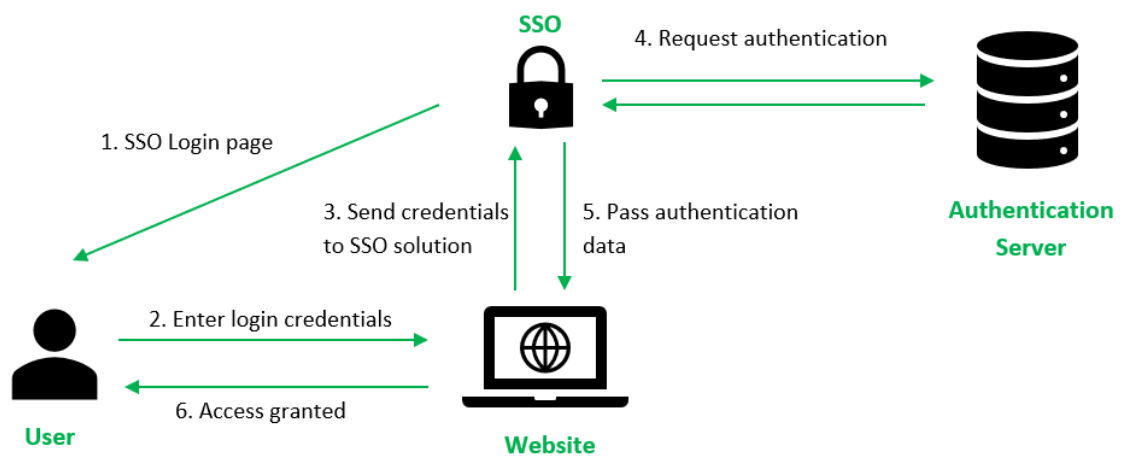 SSO
4. Request authentication
1. SSO Login page
3. Send credentials
to SSO solution
5. Pass authentication
data
Authentication
Server
2. Enter login credentials
6. Access granted
User
Website